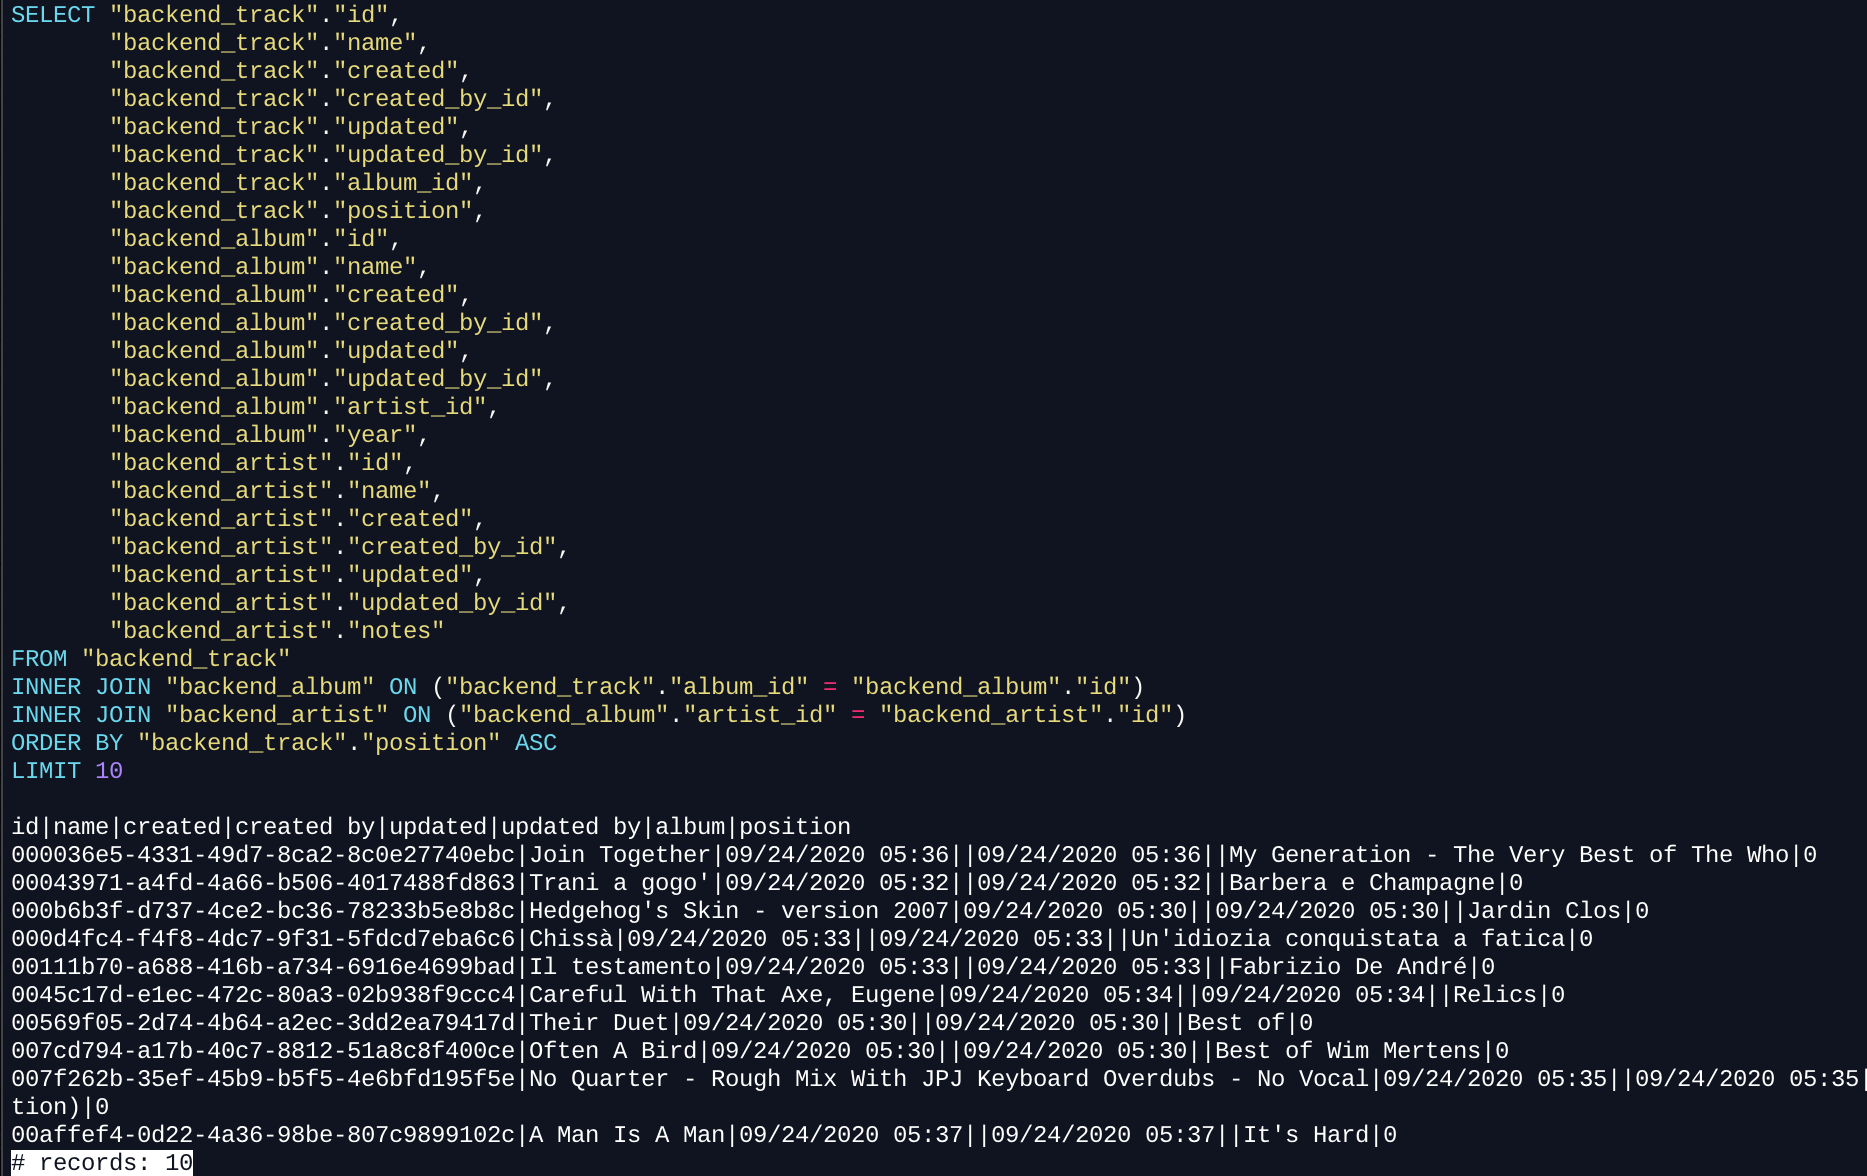 SELECT "backend_track"."id",
       "backend_track"."name",
       "backend_track"."created",
       "backend_track"."created_by_id",
       "backend_track"."updated",
       "backend_track"."updated_by_id",
       "backend_track"."album_id",
       "backend_track"."position",
       "backend_album"."id",
       "backend_album"."name",
       "backend_album"."created",
       "backend_album"."created_by_id",
       "backend_album"."updated",
       "backend_album"."updated_by_id",
       "backend_album"."artist_id",
       "backend_album"."year",
       "backend_artist"."id",
       "backend_artist"."name",
       "backend_artist"."created",
       "backend_artist"."created_by_id",
       "backend_artist"."updated",
       "backend_artist"."updated_by_id",
       "backend_artist"."notes"
FROM "backend_track"
INNER JOIN "backend_album" ON ("backend_track"."album_id" = "backend_album"."id")
INNER JOIN "backend_artist" ON ("backend_album"."artist_id" = "backend_artist"."id")
ORDER BY "backend_track"."position" ASC
LIMIT 10

id|name|created|created by|updated|updated by|album|position
000036e5-4331-49d7-8ca2-8c0e27740ebc|Join Together|09/24/2020 05:36||09/24/2020 05:36||My Generation - The Very Best of The Who|0
00043971-a4fd-4a66-b506-4017488fd863|Trani a gogo'|09/24/2020 05:32||09/24/2020 05:32||Barbera e Champagne|0
000b6b3f-d737-4ce2-bc36-78233b5e8b8c|Hedgehog's Skin - version 2007|09/24/2020 05:30||09/24/2020 05:30||Jardin Clos|0
000d4fc4-f4f8-4dc7-9f31-5fdcd7eba6c6|Chissà|09/24/2020 05:33||09/24/2020 05:33||Un'idiozia conquistata a fatica|0
00111b70-a688-416b-a734-6916e4699bad|Il testamento|09/24/2020 05:33||09/24/2020 05:33||Fabrizio De André|0
0045c17d-e1ec-472c-80a3-02b938f9ccc4|Careful With That Axe, Eugene|09/24/2020 05:34||09/24/2020 05:34||Relics|0
00569f05-2d74-4b64-a2ec-3dd2ea79417d|Their Duet|09/24/2020 05:30||09/24/2020 05:30||Best of|0
007cd794-a17b-40c7-8812-51a8c8f400ce|Often A Bird|09/24/2020 05:30||09/24/2020 05:30||Best of Wim Mertens|0
007f262b-35ef-45b9-b5f5-4e6bfd195f5e|No Quarter - Rough Mix With JPJ Keyboard Overdubs - No Vocal|09/24/2020 05:35||09/24/2020 05:35|
tion)|0
00affef4-0d22-4a36-98be-807c9899102c|A Man Is A Man|09/24/2020 05:37||09/24/2020 05:37||It's Hard|0
# records: 10